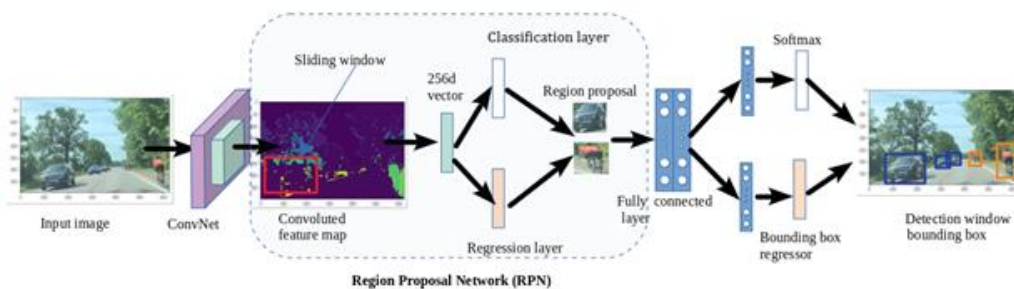 Classification layer
Sliding window
256d
vector
Region proposal
Softmax
Input image
ConvNet
Convoluted
feature map
Regression layer
Fully connected
layer
Bounding box
regressor
Detection window
bounding box
Region Proposal Network (RPN)